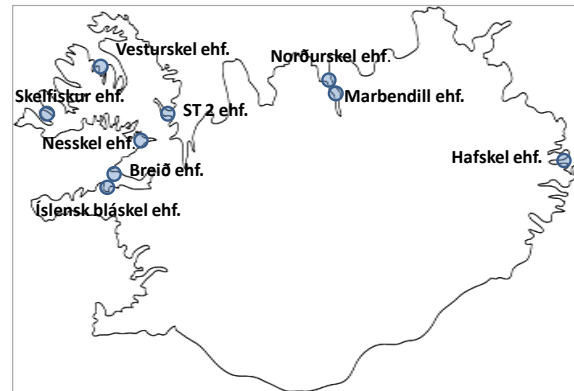 Vesturskel ehf.
Norðurskel ehf.
Skelfiskur ehf.
ST 2 ehf.
Marbendill ehf.
Nesskel ehf.
Hafskel ehf.
Breið ehf.
Íslensk bláskel ehf.